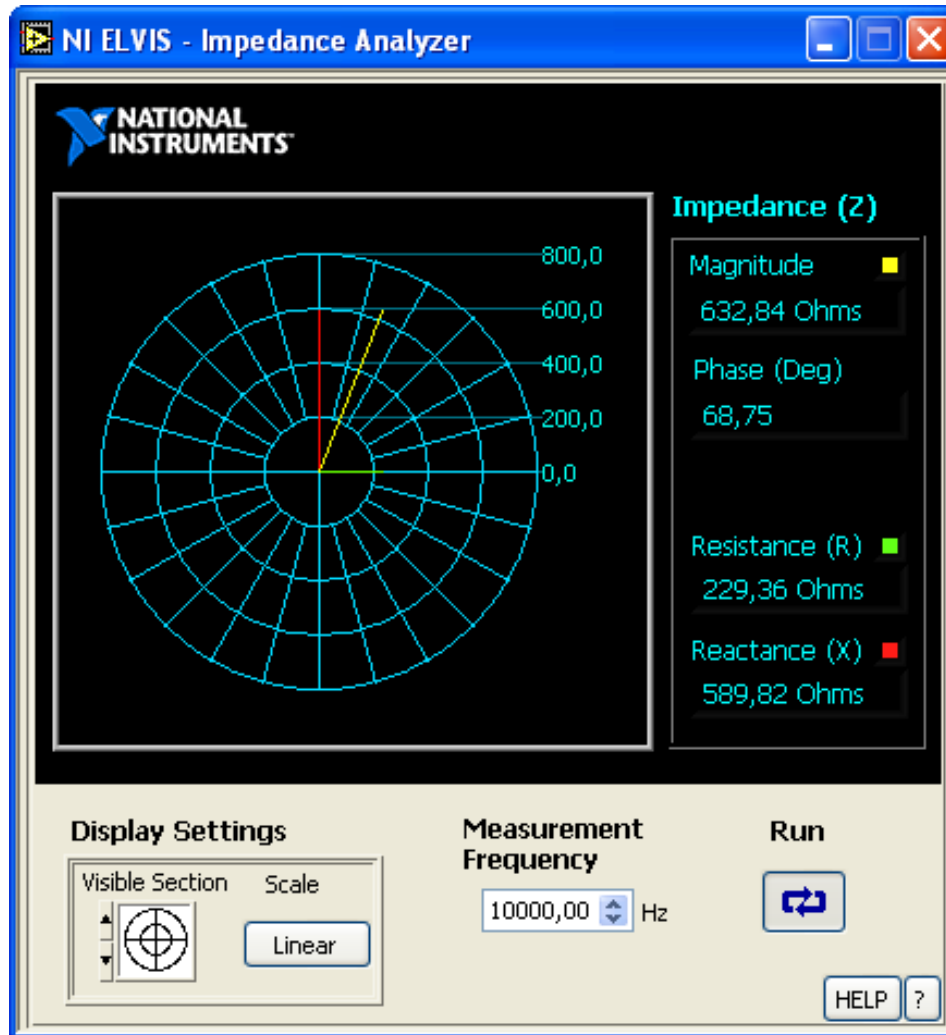 NI ELVIS - Impedance Analyzer
NATIONAL
INSTRUMENTS™
Impedance (Z)
800,0
600,0
400,0
200,0
0,0
Magnitude
632,84 Ohms
Phase (Deg)
68,75
Resistance (R)
229,36 Ohms
Reactance (X)
589,82 Ohms
Display Settings
Visible Section
Scale
Linear
Measurement
Frequency
10000,00 Hz
Run
HELP ?